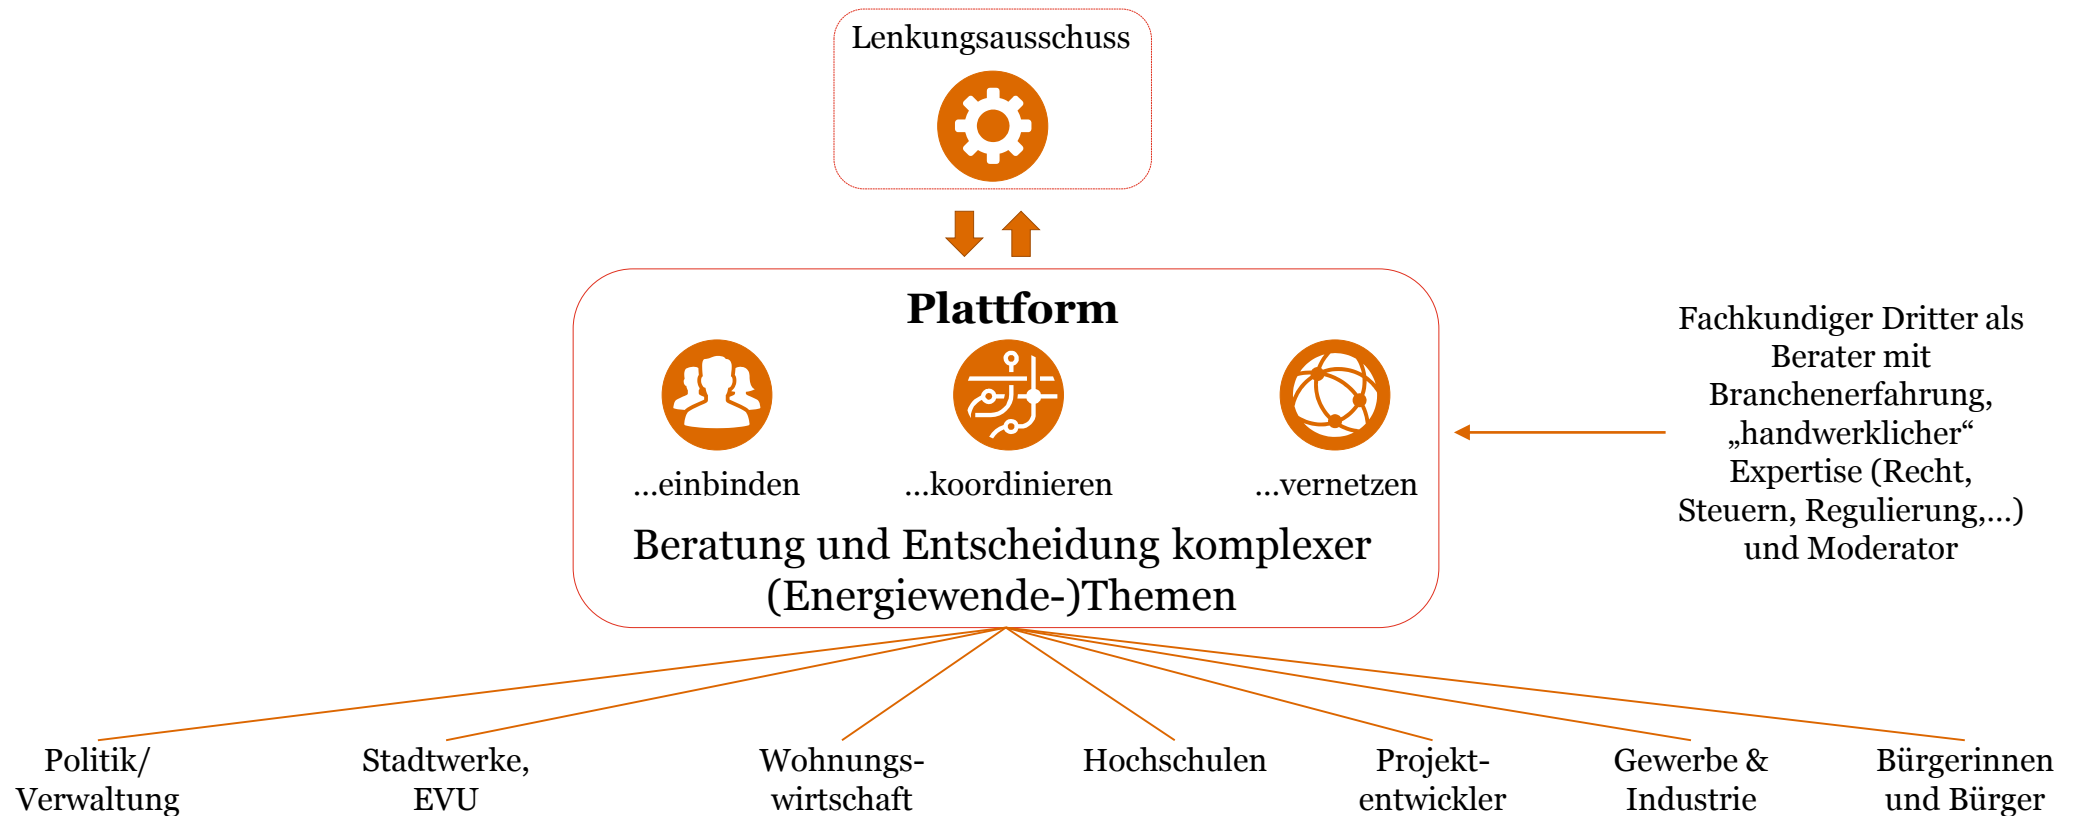 Lenkungsausschuss
Plattform
...einbinden
...koordinieren
...vernetzen
Beratung und Entscheidung komplexer
(Energiewende-)Themen
Fachkundiger Dritter als
Berater mit
Branchenerfahrung,
„handwerklicher“
Expertise (Recht,
Steuern, Regulierung,...)
und Moderator
Politik/
Verwaltung
Stadtwerke,
EVU
Wohnungs-
wirtschaft
Hochschulen
Projekt-
entwickler
Gewerbe &
Industrie
Bürgerinnen
und Bürger